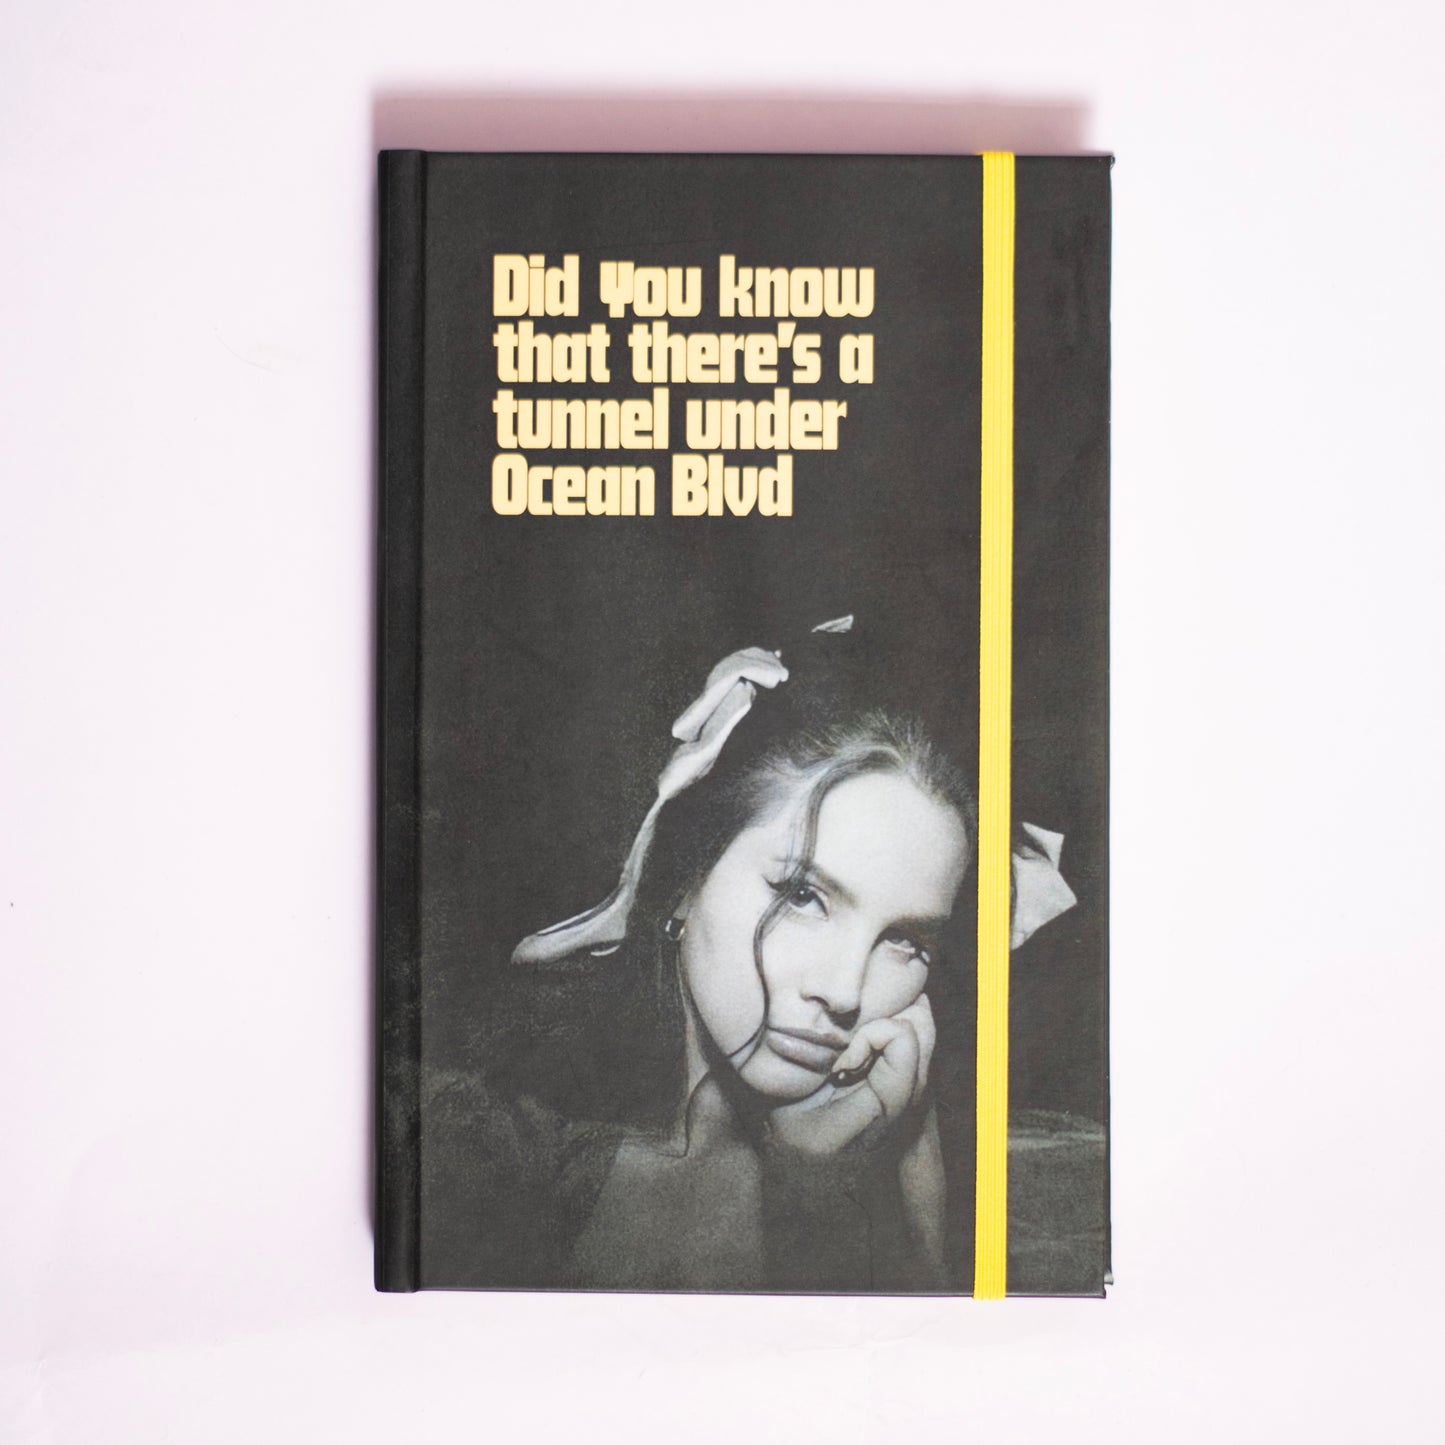 Did you know
that there's a
tunnel under
Ocean Blvd